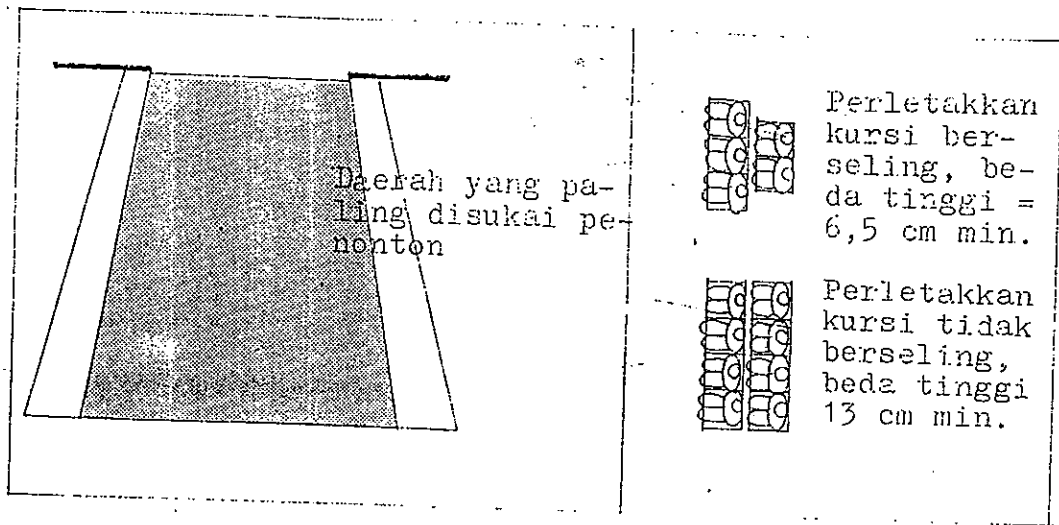 Daerah yang pa-
ling disukai pe-
nonton
Perletakkan
kursi ber-
seling, be-
da tinggi =
6,5 cm min.
Perletakkan
kursi tidak
berseling,
beda tinggi
13 cm min.